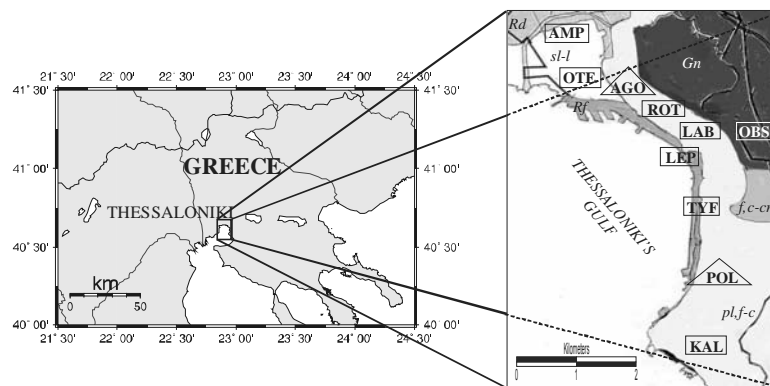 21° 30' 22° 00' 22° 30' 23° 00' 23° 30' 24° 00' 24° 30'
41° 30' 41° 30'
41° 00' 41° 00'
40° 30' 40° 30'
40° 00' 40° 00'
21° 30' 22° 00' 22° 30' 23° 00' 23° 30' 24° 00' 24° 30'
GREECE
THESSALONIKI
km
0 50
Rd
AMP
sl-l
Gn
OTE
AGO
Rf
ROT
LAB
OBS
LEP
THESSALONIKI'S
GULF
TYF
f,c-cn
POL
pl,f-c
KAL
Kilometers
0 1 2